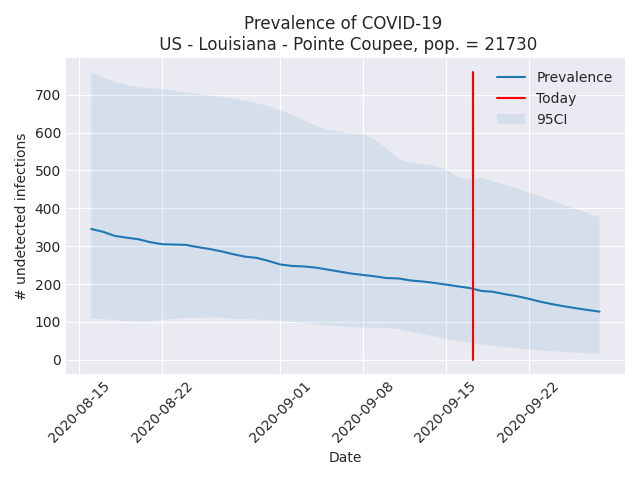 Prevalence of COVID-19
US - Louisiana - Pointe Coupee, pop. = 21730
# undetected infections
700
600
500
400
300
200
100
0
Prevalence
Today
95CI
2020-08-15
2020-08-22
2020-09-01
2020-09-08
2020-09-15
2020-09-22
Date